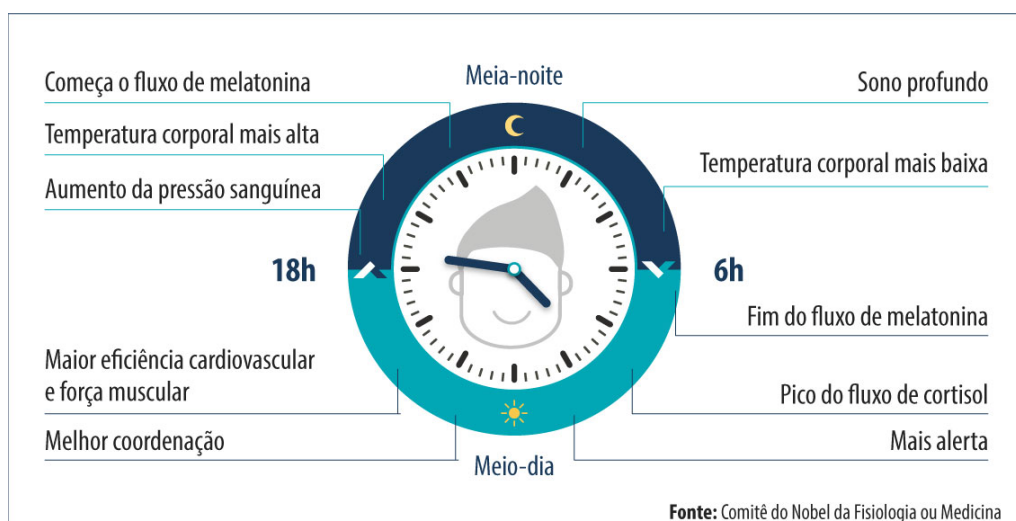 Meia-noite
Começa o fluxo de melatonina
Temperatura corporal mais alta
Aumento da pressão sanguínea
18h
Maior eficiência cardiovascular
e força muscular
Melhor coordenação
Sono profundo
Temperatura corporal mais baixa
6h
Fim do fluxo de melatonina
Pico do fluxo de cortisol
Mais alerta
Meio-dia
Fonte: Comitê do Nobel da Fisiologia ou Medicina